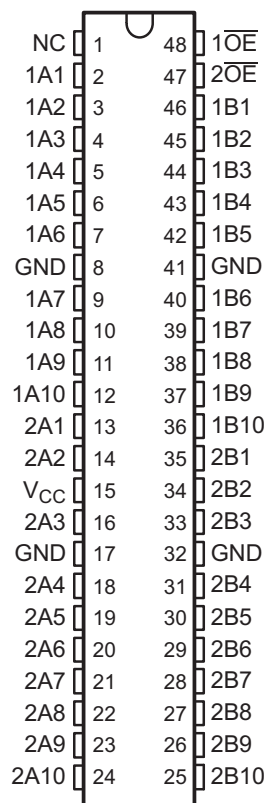 NC 1 48 1O̅E̅
1A1 2 47 2O̅E̅
1A2 3 46 1B1
1A3 4 45 1B2
1A4 5 44 1B3
1A5 6 43 1B4
1A6 7 42 1B5
GND 8 41 GND
1A7 9 40 1B6
1A8 10 39 1B7
1A9 11 38 1B8
1A10 12 37 1B9
2A1 13 36 1B10
2A2 14 35 2B1
VCC 15 34 2B2
2A3 16 33 2B3
GND 17 32 GND
2A4 18 31 2B4
2A5 19 30 2B5
2A6 20 29 2B6
2A7 21 28 2B7
2A8 22 27 2B8
2A9 23 26 2B9
2A10 24 25 2B10